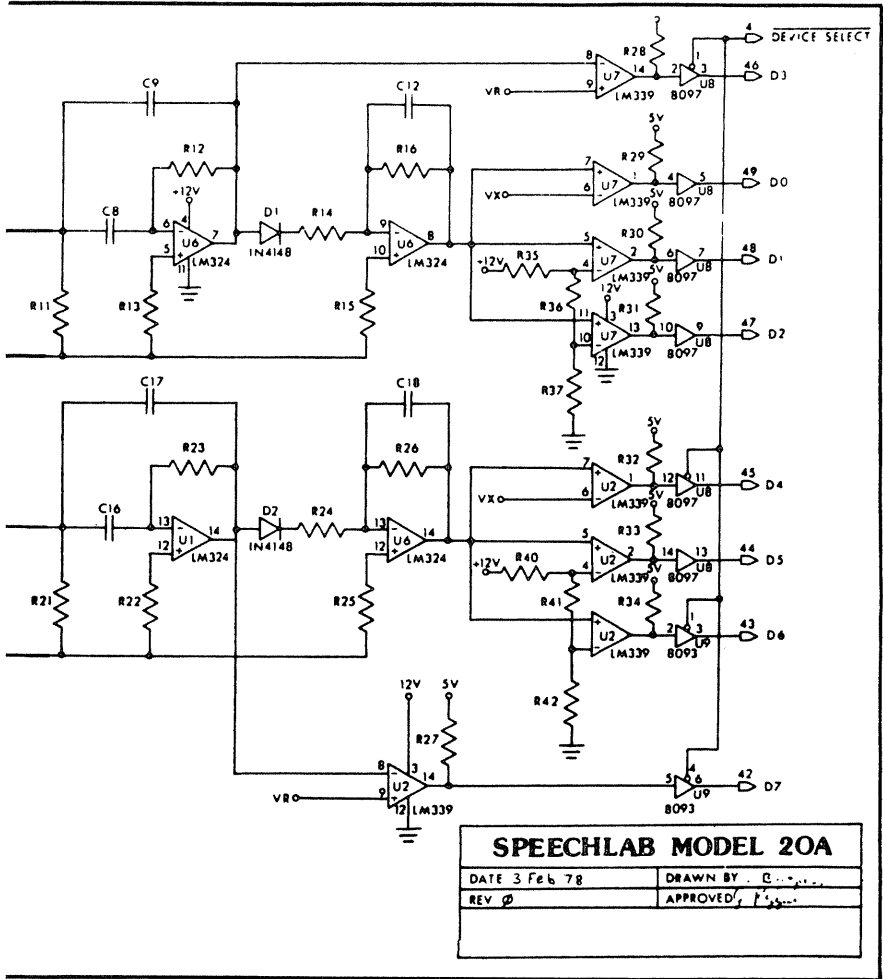 4 DEVICE SELECT
R28
8 - U7 14 2 1 3 46 D3
VR 9 + LM339 8097 U8
C9
C12
5V
R12
R16
R29
7 + U7 1 4 5 49 D0
VX 6 - LM339 8097 U8
+12V
5V
C8
D1
R14
R30
6 - 4 U6 7
5 + 11 LM324
1N4148
9 - U6 8
10 + LM324
5 + U7 2 6 7 48 D1
4 - LM339 8097 U8
R35
+12V
5V
12V
R11
R13
R15
R36
R31
11 + 3 U7 13 10 9 47 D2
10 - 12 LM339 8097 U8
R37
C17
C18
5V
R23
R26
R32
7 + U2 1 12 11 45 D4
VX 6 - LM339 8097 U8
5V
C16
D2
R24
R33
13 - U1 14
12 + LM324
1N4148
13 - U6 14
12 + LM324
5 + U2 2 14 13 44 D5
4 - LM339 8097 U8
R40
+12V
5V
R21
R22
R25
R41
R34
+ U2 2 1 3 43 D6
- LM339 8093 U9
R42
12V
5V
R27
8 - 3 U2 14 5 4 6 42 D7
VR 9 + 12 LM339 8093 U9
SPEECHLAB MODEL 20A
DATE 3 Feb 78 DRAWN BY
REV Ø APPROVED